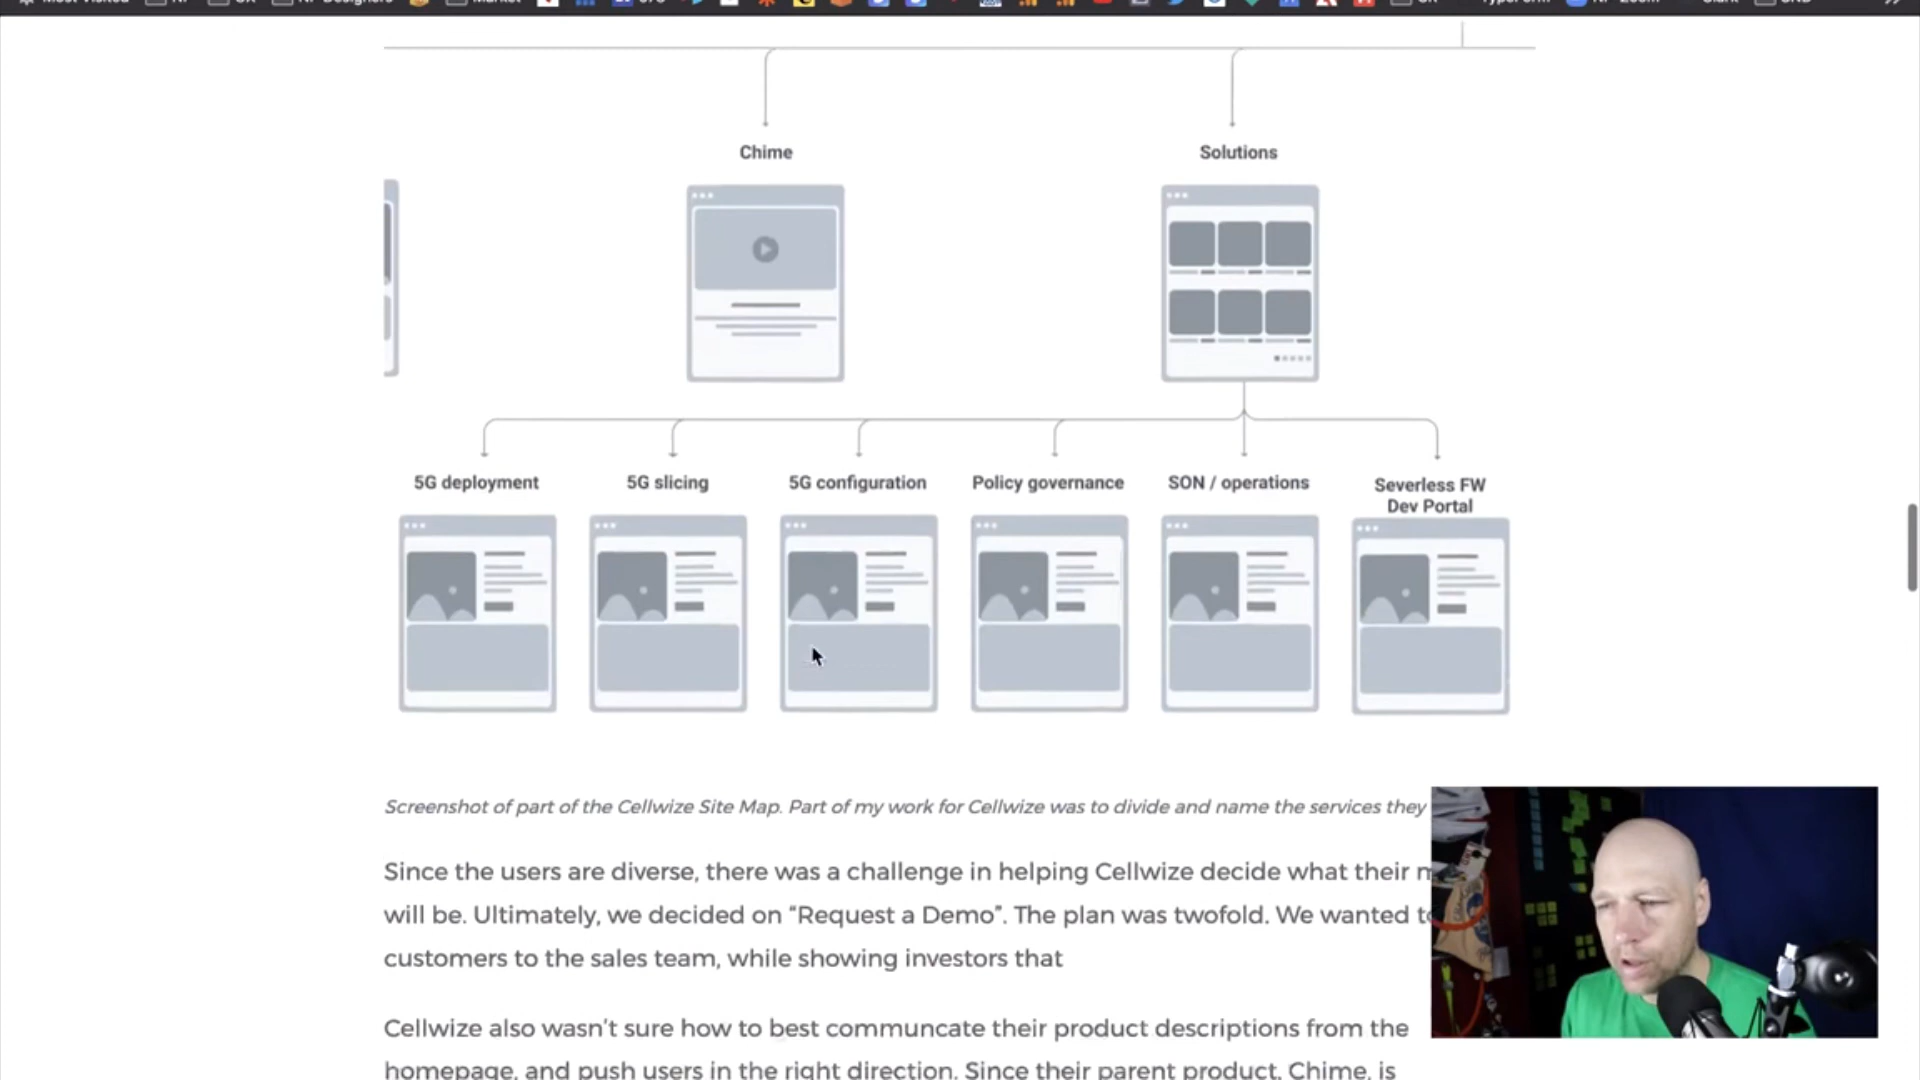 Chime
Solutions
5G deployment
5G slicing
5G configuration
Policy governance
SON / operations
Severless FW
Dev Portal
Screenshot of part of the Cellwize Site Map. Part of my work for Cellwize was to divide and name the services they
Since the users are diverse, there was a challenge in helping Cellwize decide what their
will be. Ultimately, we decided on “Request a Demo”. The plan was twofold. We wanted
customers to the sales team, while showing investors that
Cellwize also wasn't sure how to best communcate their product descriptions from the
homepage, and push users in the right direction. Since their parent product, Chime, is